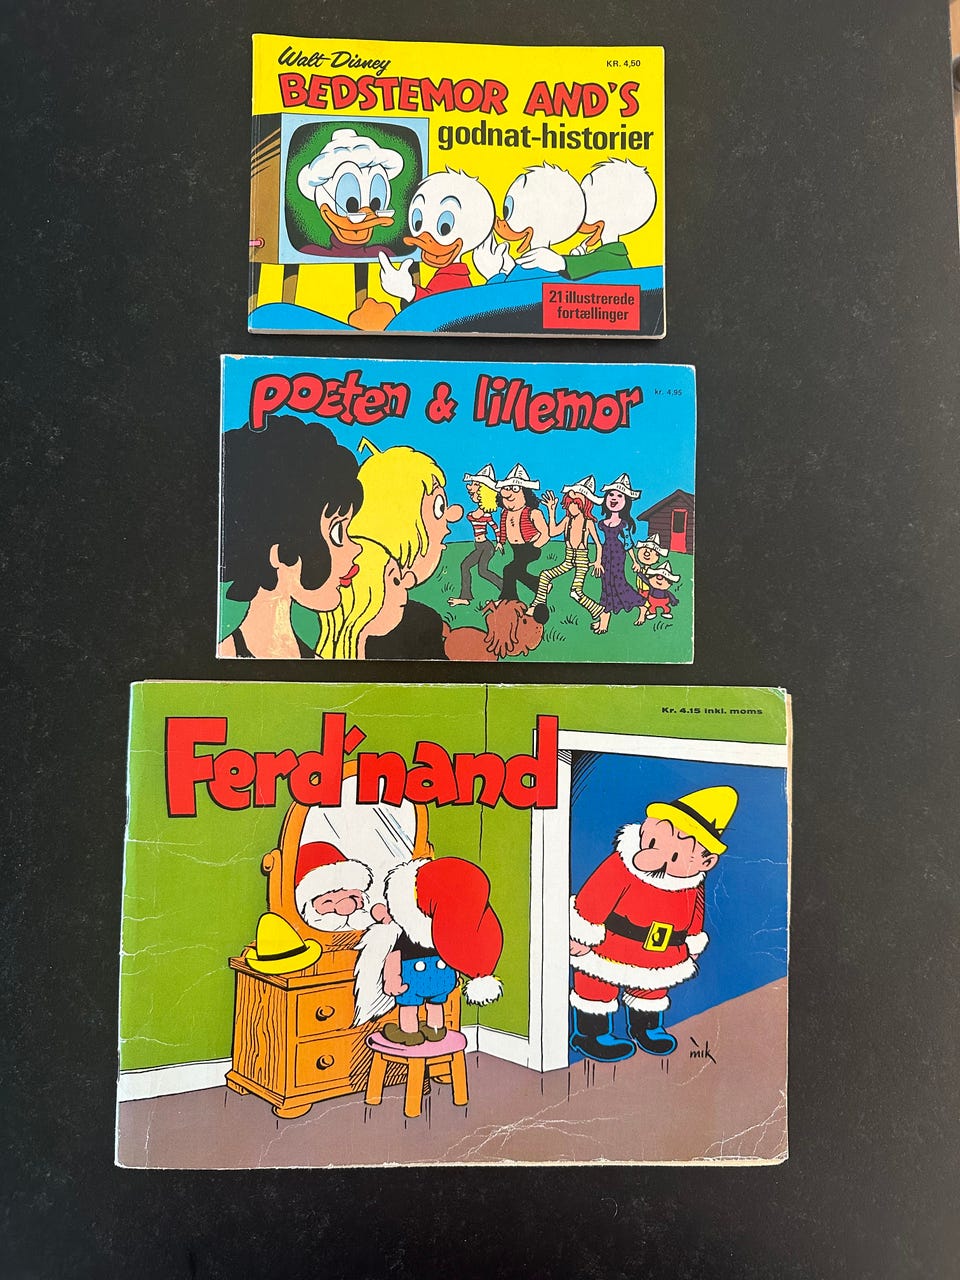 Walt Disney
KR. 4,50
BEDSTEMOR AND'S
godnat-historier
21 illustrerede
fortællinger
poeten & lillemor
kr. 4,95
Kr. 4.15 inkl. moms
Ferd'nand
mik